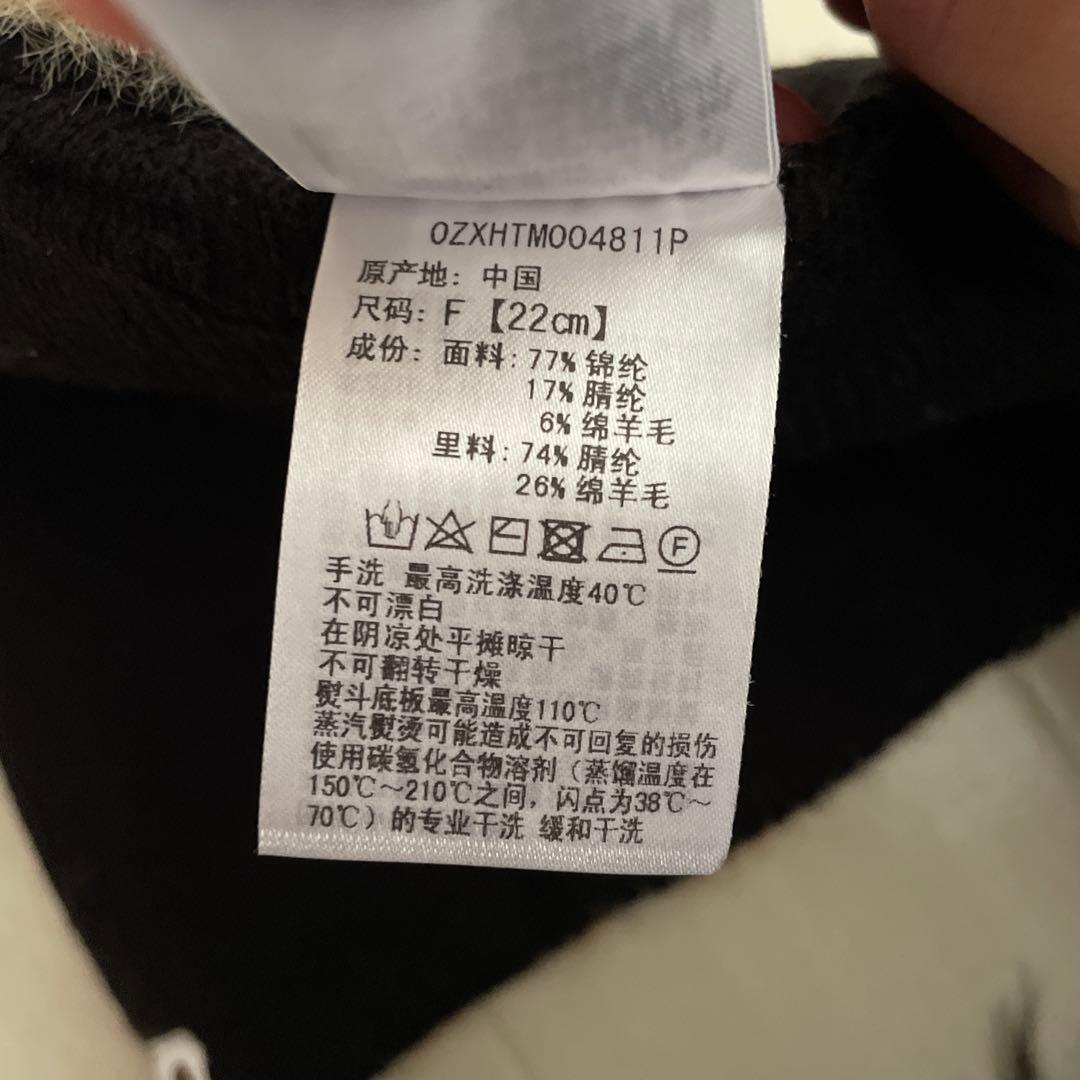 OZXHTM004811P
原产地：中国
尺码：F【22cm】
成份：面料：77% 锦纶
17% 腈纶
6% 绵羊毛
里料：74% 腈纶
26% 绵羊毛
F
手洗 最高洗涤温度40℃
不可漂白
在阴凉处平摊晾干
不可翻转干燥
熨斗底板最高温度110℃
蒸汽熨烫可能造成不可回复的损伤
使用碳氢化合物溶剂（蒸馏温度在
150℃～210℃之间，闪点为38℃～
70℃）的专业干洗 缓和干洗